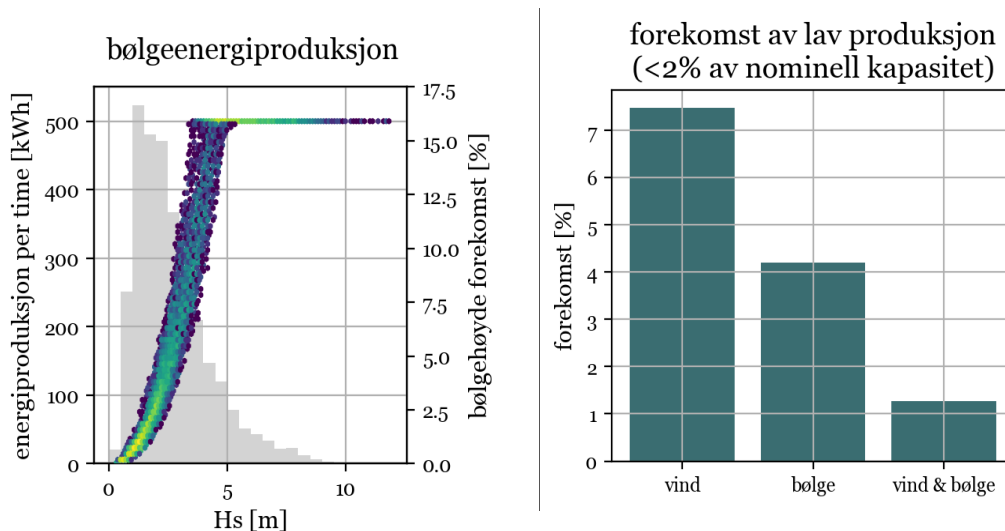 bølgeenergiproduksjon
energiproduksjon per time [kWh]
500
400
300
200
100
0
17.5
15.0
12.5
10.0
7.5
5.0
2.5
0.0
bølgehøyde forekomst [%]
0
5
10
Hs [m]
forekomst av lav produksjon
(<2% av nominell kapasitet)
forekomst [%]
7
6
5
4
3
2
1
0
vind
bølge
vind & bølge